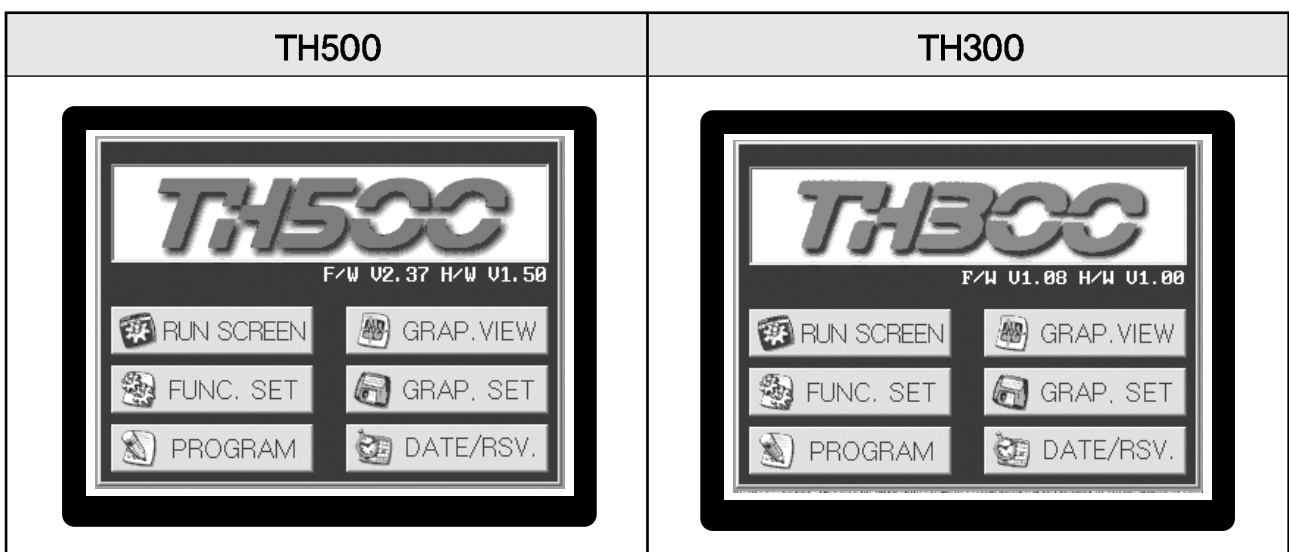 TH500
TH300
TH500
F/W V2.37 H/W V1.50
RUN SCREEN
GRAP.VIEW
FUNC. SET
GRAP. SET
PROGRAM
DATE/RSV.
TH300
F/W V1.08 H/W V1.00
RUN SCREEN
GRAP.VIEW
FUNC. SET
GRAP. SET
PROGRAM
DATE/RSV.